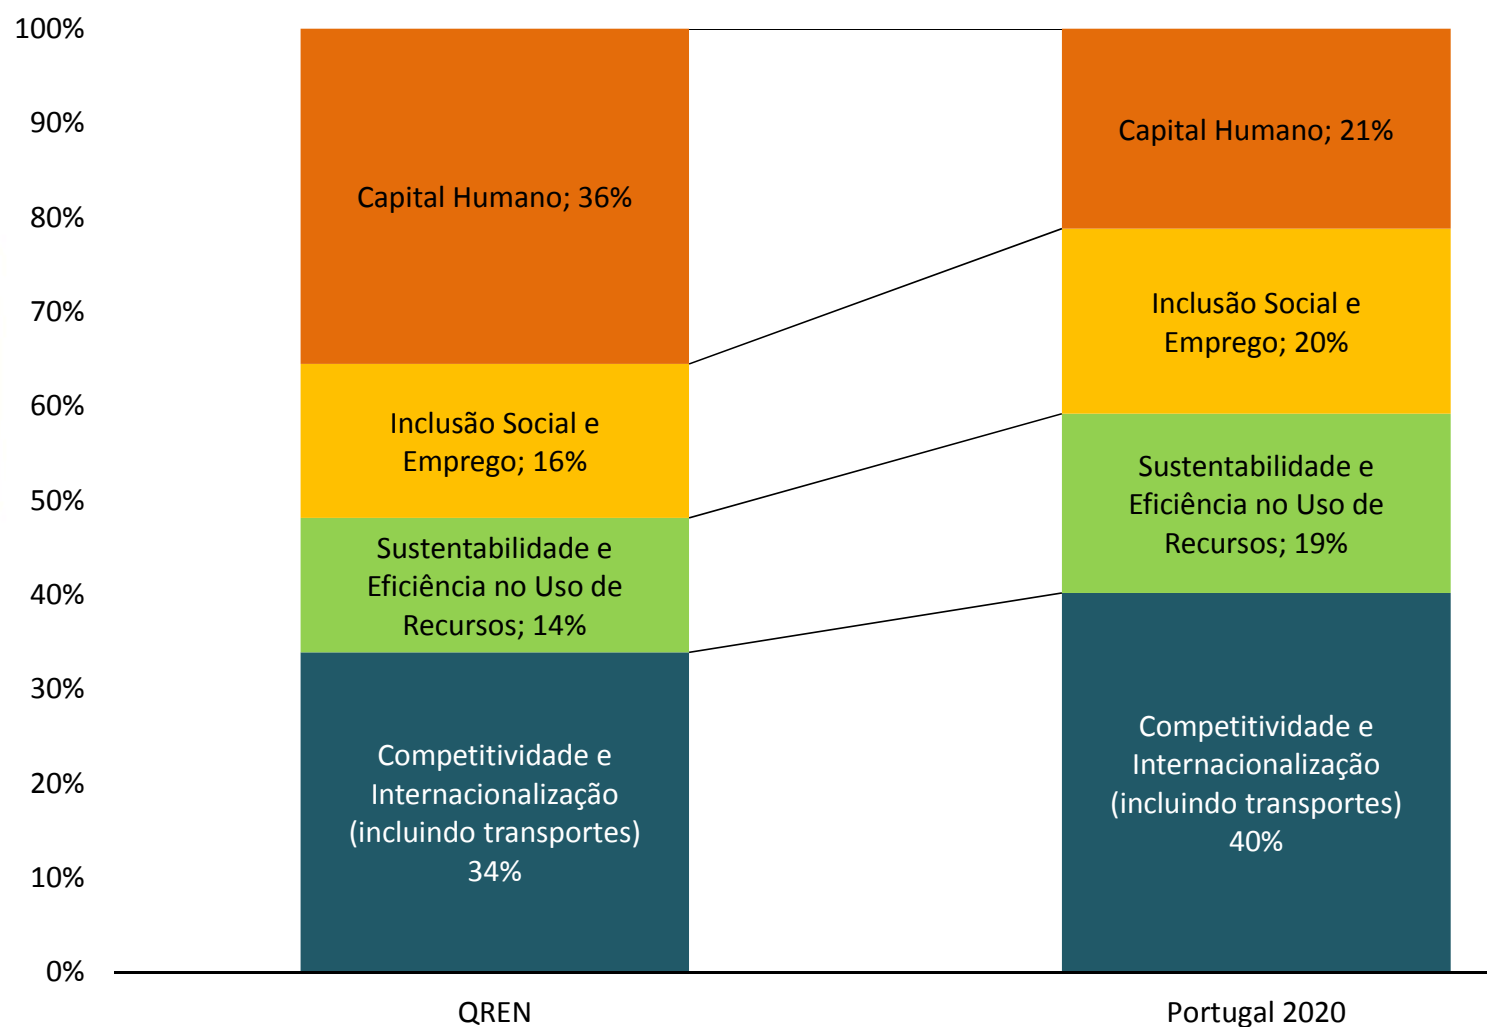 100%
90%
80%
70%
60%
50%
40%
30%
20%
10%
0%
Capital Humano; 36%
Inclusão Social e
Emprego; 16%
Sustentabilidade e
Eficiência no Uso de
Recursos; 14%
Competitividade e
Internacionalização
(incluindo transportes)
34%
Capital Humano; 21%
Inclusão Social e
Emprego; 20%
Sustentabilidade e
Eficiência no Uso de
Recursos; 19%
Competitividade e
Internacionalização
(incluindo transportes)
40%
QREN
Portugal 2020